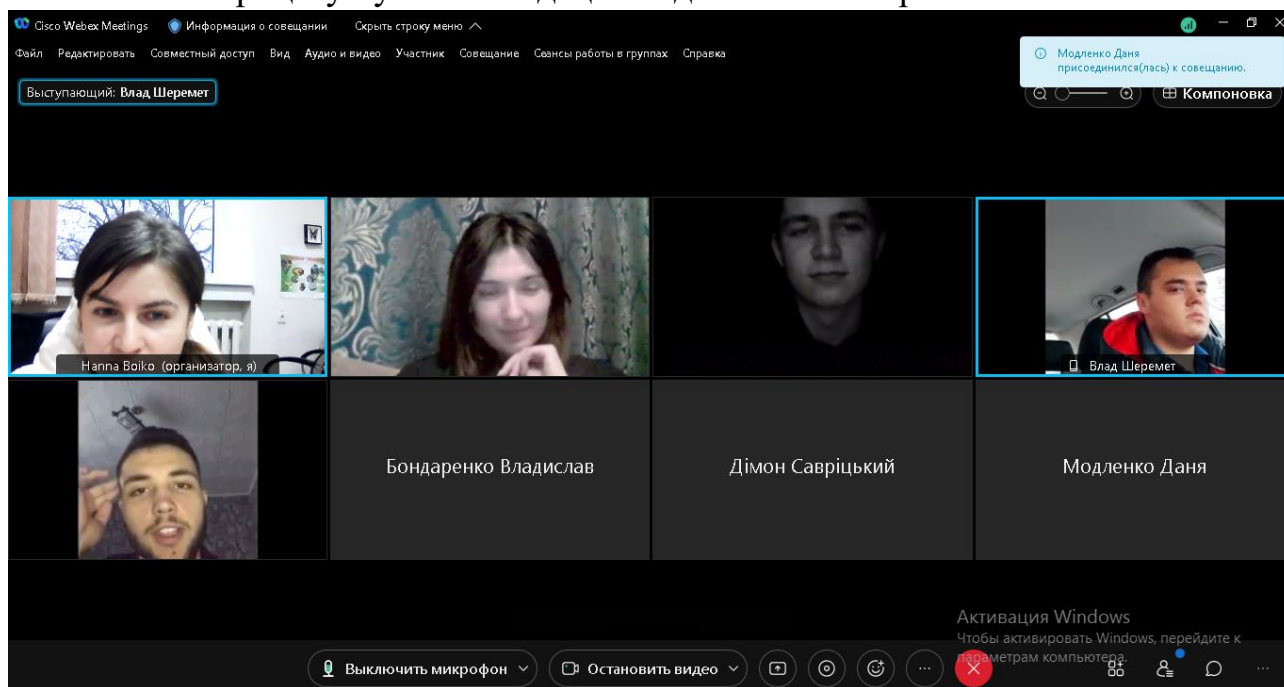 Cisco Webex Meetings Информация о совещании Скрыть строку меню
Файл Редактировать Совместный доступ Вид Аудио и видео Участник Совещание Сеансы работы в группах Справка
Модленко Даня
присоединился(лась) к совещанию.
Выступающий: Влад Шеремет
Компоновка
Hanna Boiko (организатор, я)
Влад Шеремет
Бондаренко Владислав
Дімон Савріцький
Модленко Даня
Активация Windows
Чтобы активировать Windows, перейдите к
параметрам компьютера.
Выключить микрофон
Остановить видео